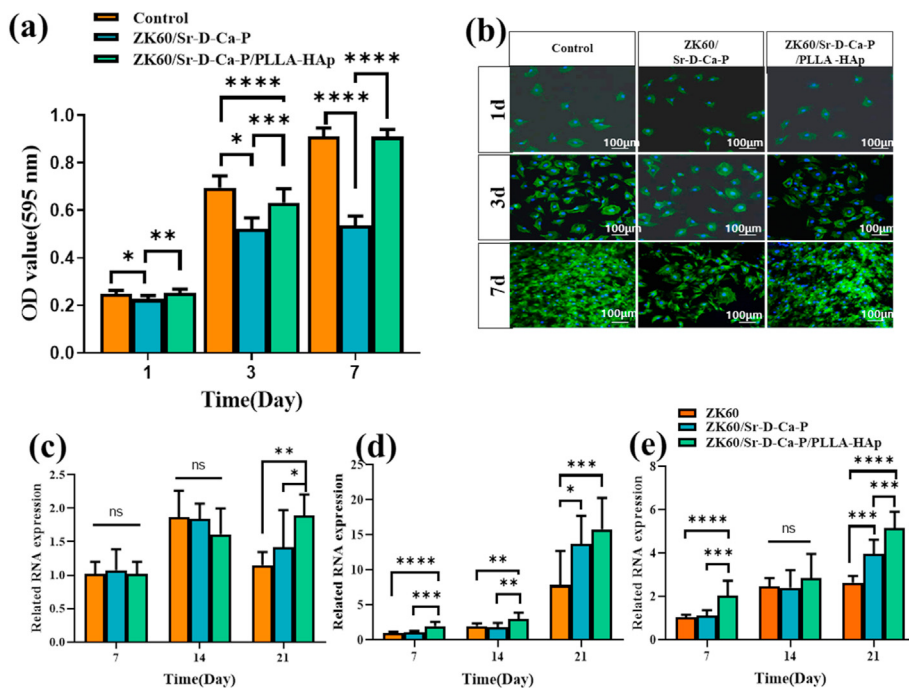 (a)
Control
ZK60/Sr-D-Ca-P
ZK60/Sr-D-Ca-P/PLLA-HAp
OD value(595 nm)
1.0
0.8
0.6
0.4
0.2
0.0
* **
**** * ***
**** ****
1 3 7
Time(Day)
(b)
Control
ZK60/
Sr-D-Ca-P
ZK60/Sr-D-Ca-P
/PLLA -HAp
1d
100μm 100μm 100μm
3d
100μm 100μm 100μm
7d
100μm 100μm 100μm
(c)
Related RNA expression
2.5
2.0
1.5
1.0
0.5
0.0
ns
ns
** *
7 14 21
Time(Day)
(d)
Related RNA expression
25
20
15
10
5
0
**** ***
** **
*** *
7 14 21
Time(Day)
ZK60
ZK60/Sr-D-Ca-P
ZK60/Sr-D-Ca-P/PLLA-HAp
(e)
Related RNA expression
8
6
4
2
0
**** ***
ns
**** *** ***
7 14 21
Time(Day)